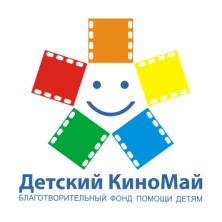 Детский КиноМай
БЛАГОТВОРИТЕЛЬНЫЙ ФОНД ПОМОЩИ ДЕТЯМ